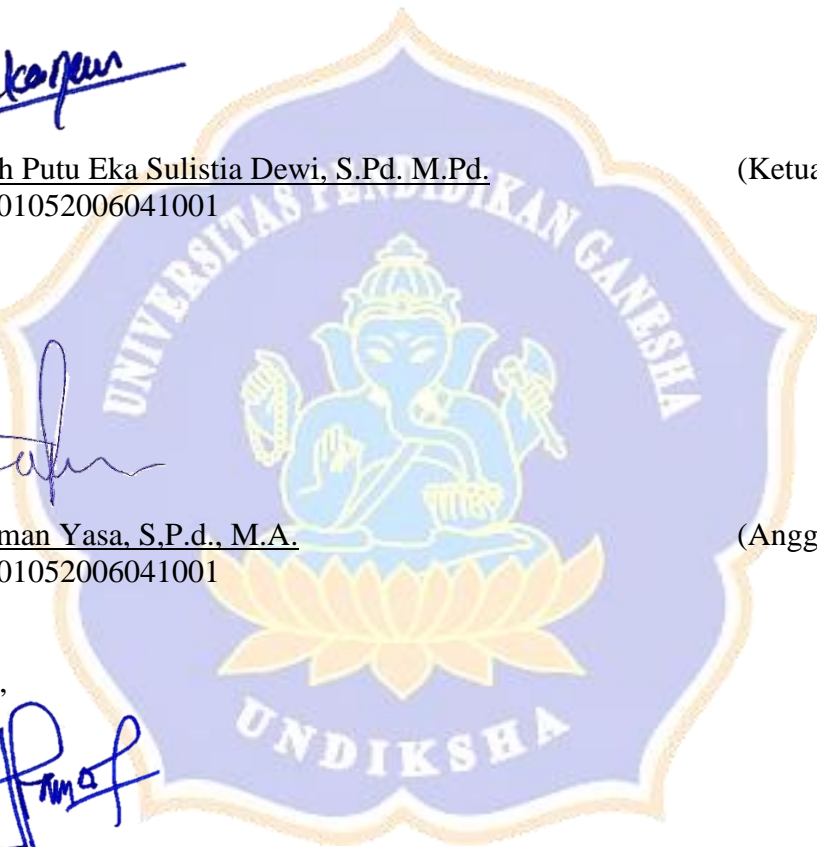 h Putu Eka Sulistia Dewi, S.Pd. M.Pd. (Ketua
01052006041001
UNIVERSITAS PENDIDIKAN GANESHA
man Yasa, S,P.d., M.A. (Angg
01052006041001
,
UNDIKSHA